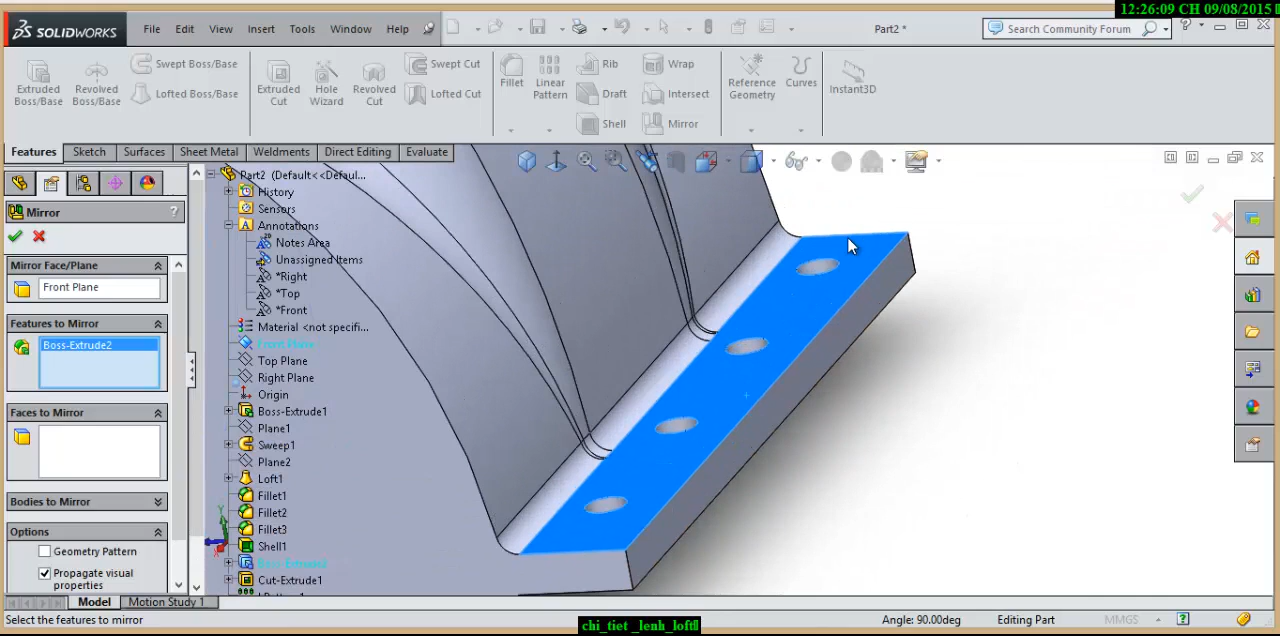 12:26:09 CH 09/08/2015
SOLIDWORKS
File Edit View Insert Tools Window Help
Part2 *
Search Community Forum
?
Extruded Boss/Base
Revolved Boss/Base
Swept Boss/Base
Lofted Boss/Base
Extruded Cut
Hole Wizard
Revolved Cut
Swept Cut
Lofted Cut
Fillet
Linear Pattern
Rib
Draft
Shell
Wrap
Intersect
Mirror
Reference Geometry
Curves
Instant3D
Features Sketch Surfaces Sheet Metal Weldments Direct Editing Evaluate
Mirror ?
Mirror Face/Plane
Front Plane
Features to Mirror
Boss-Extrude2
Faces to Mirror
Bodies to Mirror
Options
Geometry Pattern
Propagate visual
properties
Part2 (Default<<Defaul...
History
Sensors
Annotations
Notes Area
Unassigned Items
*Right
*Top
*Front
Material <not specifi...
Front Plane
Top Plane
Right Plane
Origin
Boss-Extrude1
Plane1
Sweep1
Plane2
Loft1
Fillet1
Fillet2
Fillet3
Shell1
Boss-Extrude2
Cut-Extrude1
Model Motion Study 1
Select the features to mirror
chi_tiet _lenh_loft
Angle: 90.00deg
Editing Part
MMGS
?